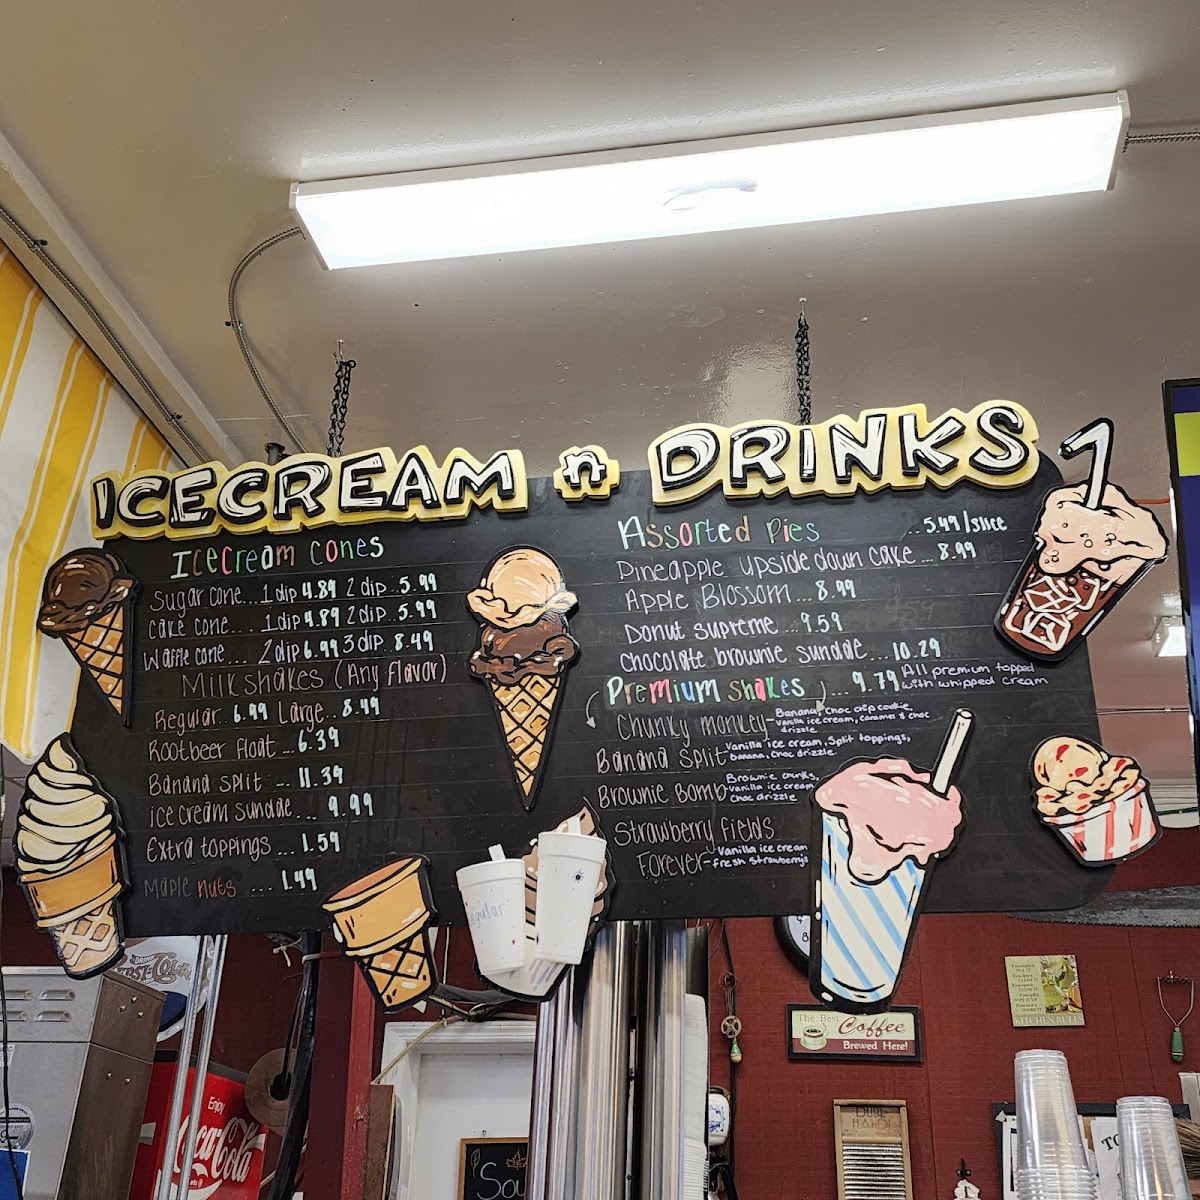 ICECREAM n DRINKS
Icecream cones
Sugar cone... 1 dip 4.89 2 dip.. 5.99
Cake cone.... 1 dip 4.89 2 dip.. 5.99
Waffle cone.... 2 dip 6.99 3 dip. 8.49
Milkshakes (Any Flavor)
Regular.. 6.99 Large.. 8.49
Rootbeer float ... 6.39
Banana split ... 11.39
ice cream sundae.... 9.99
Extra toppings ... 1.59
Maple nuts .... 1.49
Assorted pies ..5.49/slice
Pineapple upside down cake ... 8.99
Apple Blossom... 8.99
Donut supreme ... 9.59
Chocolate brownie sundae ... 10.29
Premium shakes ... 9.79 All premium topped
with whipped cream
Chunky monkey - Banana, choc chip cookie,
vanilla ice cream, caramel & choc
drizzle
Banana Split - vanilla ice cream, split toppings,
banana, choc drizzle.
Brownie Bomb - Brownie chunks,
vanilla ice cream
choc drizzle
Strawberry fields
Forever - vanilla ice cream
fresh strawberrys
Regular
The Best
Coffee
Brewed Here!
KITCHEN RULES
Enjoy
Coca-Cola
DUBL
HANDI